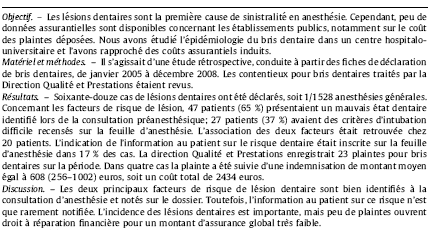 Objectif. – Les lésions dentaires sont la première cause de sinistralité en anesthésie. Cependant, peu de
données assurantielles sont disponibles concernant les établissements publics, notamment sur le coût
des plaintes déposées. Nous avons étudié l'épidémiologie du bris dentaire dans un centre hospitalo-
universitaire et l'avons rapproché des coûts assurantiels induits.
Matériel et méthodes. – Il s'agissait d'une étude rétrospective, conduite à partir des fiches de déclaration
de bris dentaires, de janvier 2005 à décembre 2008. Les contentieux pour bris dentaires traités par la
Direction Qualité et Prestations étaient revus.
Résultats. – Soixante-douze cas de lésions dentaires ont été déclarés, soit 1/1528 anesthésies générales.
Concernant les facteurs de risque de lésion, 47 patients (65 %) présentaient un mauvais état dentaire
identifié lors de la consultation préanesthésique; 27 patients (37 %) avaient des critères d'intubation
difficile recensés sur la feuille d'anesthésie. L'association des deux facteurs était retrouvée chez
20 patients. L'indication de l'information au patient sur le risque dentaire était inscrite sur la feuille
d'anesthésie dans 17 % des cas. La direction Qualité et Prestations enregistrait 23 plaintes pour bris
dentaires sur la période. Dans quatre cas la plainte a été suivie d'une indemnisation de montant moyen
égal à 608 (256–1002) euros, soit un coût total de 2434 euros.
Discussion. – Les deux principaux facteurs de risque de lésion dentaire sont bien identifiés à la
consultation d'anesthésie et notés sur le dossier. Toutefois, l'information au patient sur ce risque n'est
que rarement notifiée. L'incidence des lésions dentaires est importante, mais peu de plaintes ouvrent
droit à réparation financière pour un montant d'assurance global très faible.